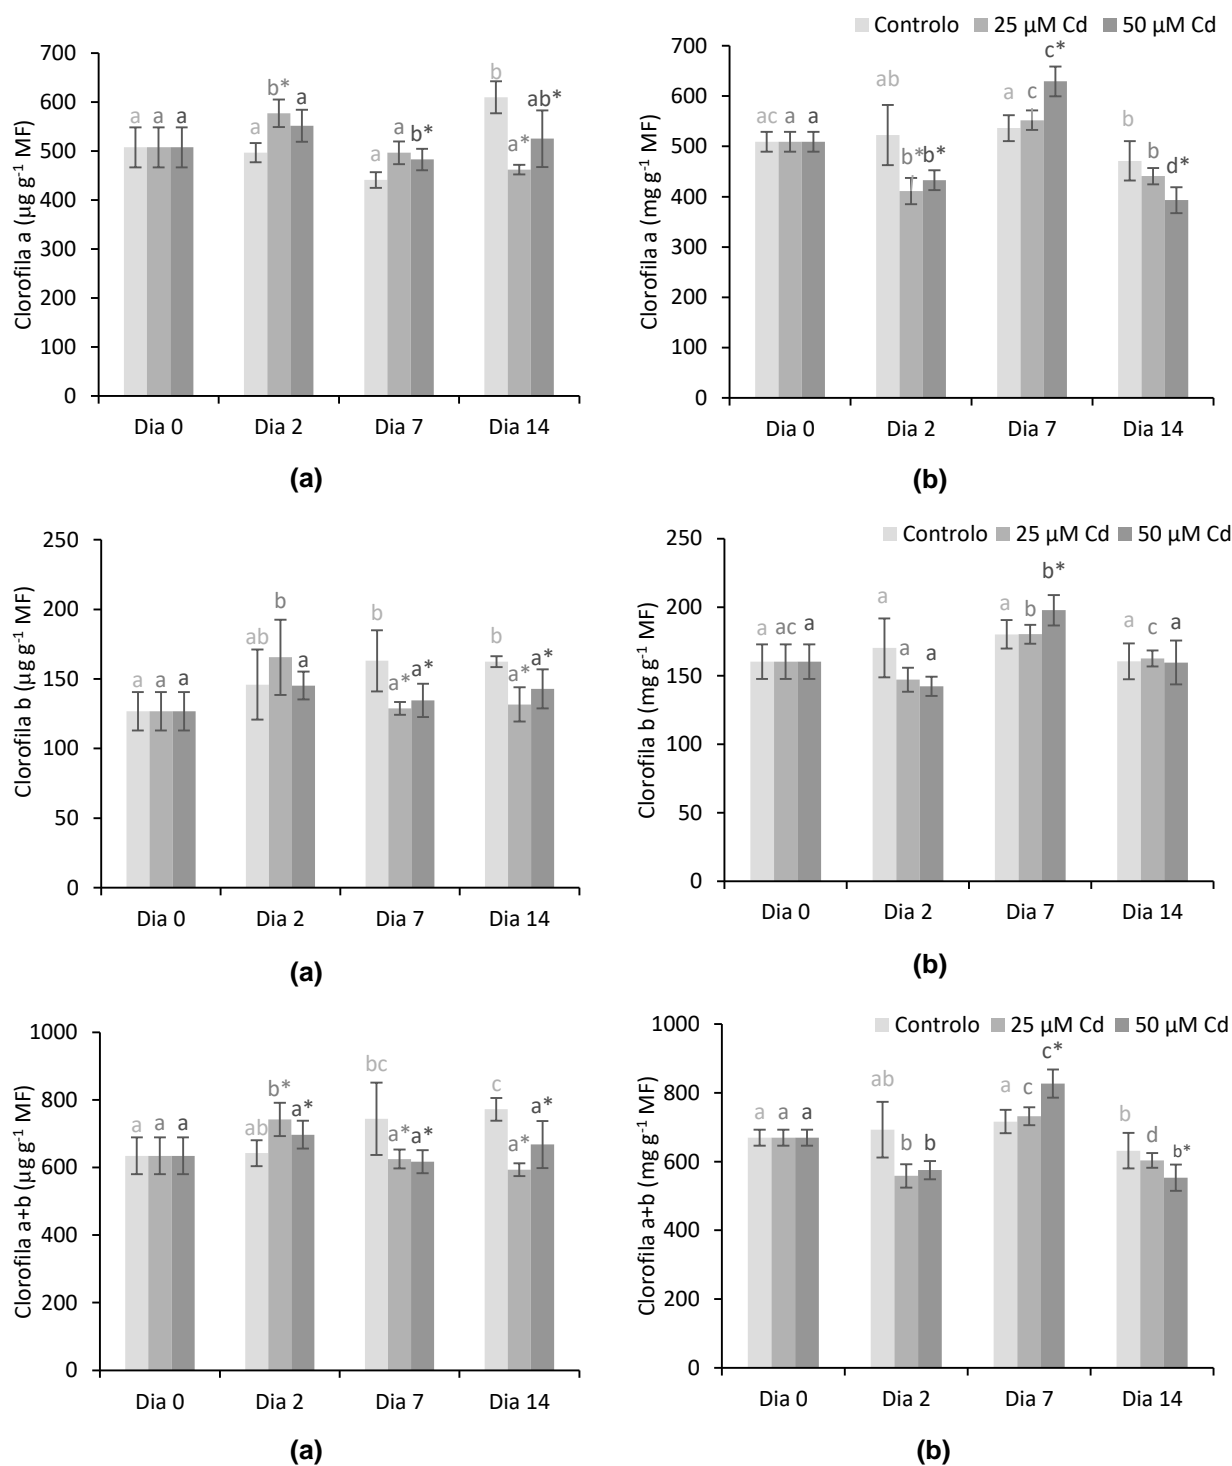 Controlo 25 µM Cd 50 µM Cd
Clorofila a (µg g-1 MF)
700
600
500
400
300
200
100
0
a a a
a b* a
a a b*
b a* ab*
Dia 0 Dia 2 Dia 7 Dia 14
(a)
Clorofila a (mg g-1 MF)
700
600
500
400
300
200
100
0
ac a a
ab b* b*
a c c*
b b d*
Dia 0 Dia 2 Dia 7 Dia 14
(b)
Clorofila b (µg g-1 MF)
250
200
150
100
50
0
a a a
ab b a
b a* a*
b a* a*
Dia 0 Dia 2 Dia 7 Dia 14
(a)
Controlo 25 µM Cd 50 µM Cd
Clorofila b (mg g-1 MF)
250
200
150
100
50
0
a ac a
a a a
a b b*
a c a
Dia 0 Dia 2 Dia 7 Dia 14
(b)
Clorofila a+b (µg g-1 MF)
1000
800
600
400
200
0
a a a
ab b* a*
bc a* a*
c a* a*
Dia 0 Dia 2 Dia 7 Dia 14
(a)
Controlo 25 µM Cd 50 µM Cd
Clorofila a+b (mg g-1 MF)
1000
800
600
400
200
0
a a a
ab b b
a c c*
b d b*
Dia 0 Dia 2 Dia 7 Dia 14
(b)